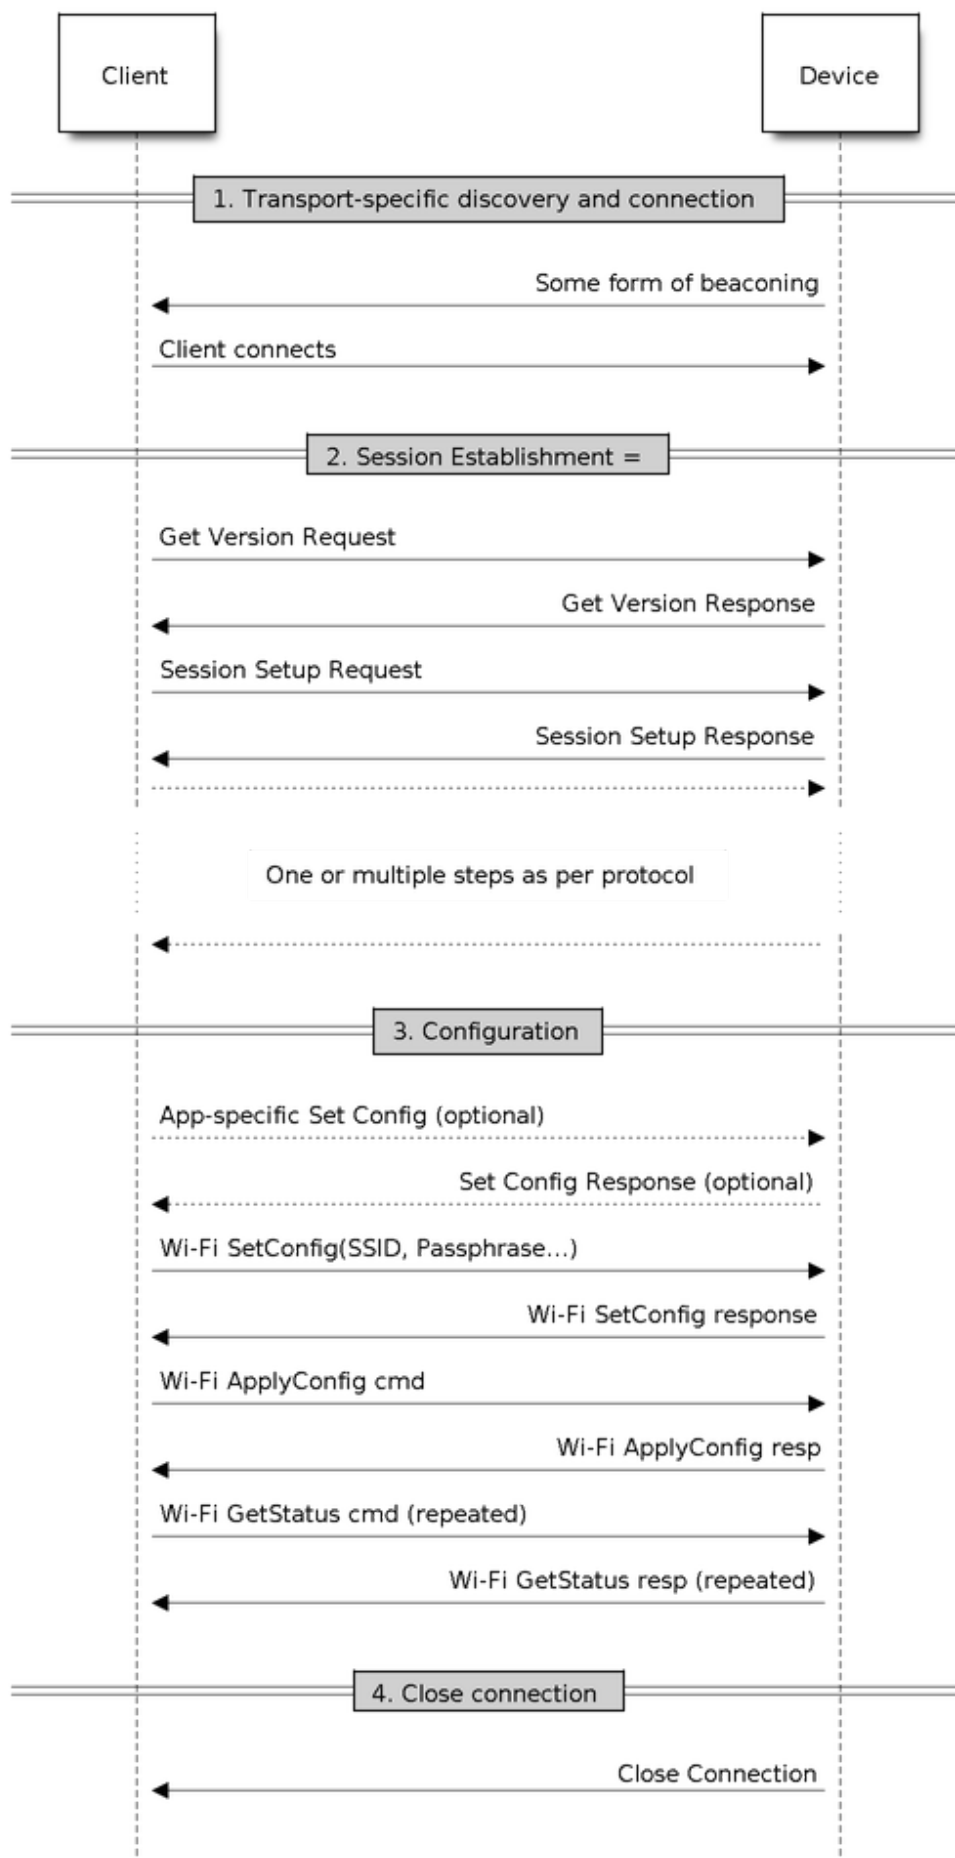 Client
Device
1. Transport-specific discovery and connection
Some form of beaconing
Client connects
2. Session Establishment =
Get Version Request
Get Version Response
Session Setup Request
Session Setup Response
One or multiple steps as per protocol
3. Configuration
App-specific Set Config (optional)
Set Config Response (optional)
Wi-Fi SetConfig(SSID, Passphrase...)
Wi-Fi SetConfig response
Wi-Fi ApplyConfig cmd
Wi-Fi ApplyConfig resp
Wi-Fi GetStatus cmd (repeated)
Wi-Fi GetStatus resp (repeated)
4. Close connection
Close Connection